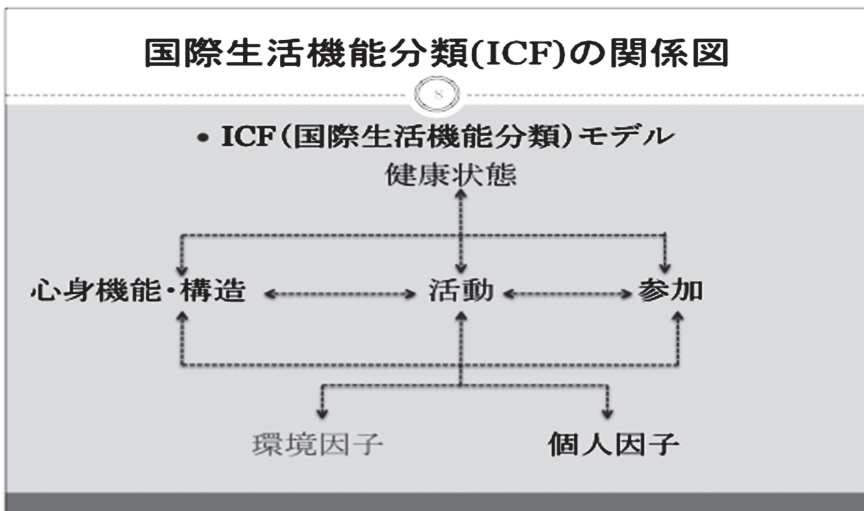 国際生活機能分類(ICF)の関係図
8
• ICF(国際生活機能分類)モデル
健康状態
心身機能・構造 活動 参加
環境因子 個人因子